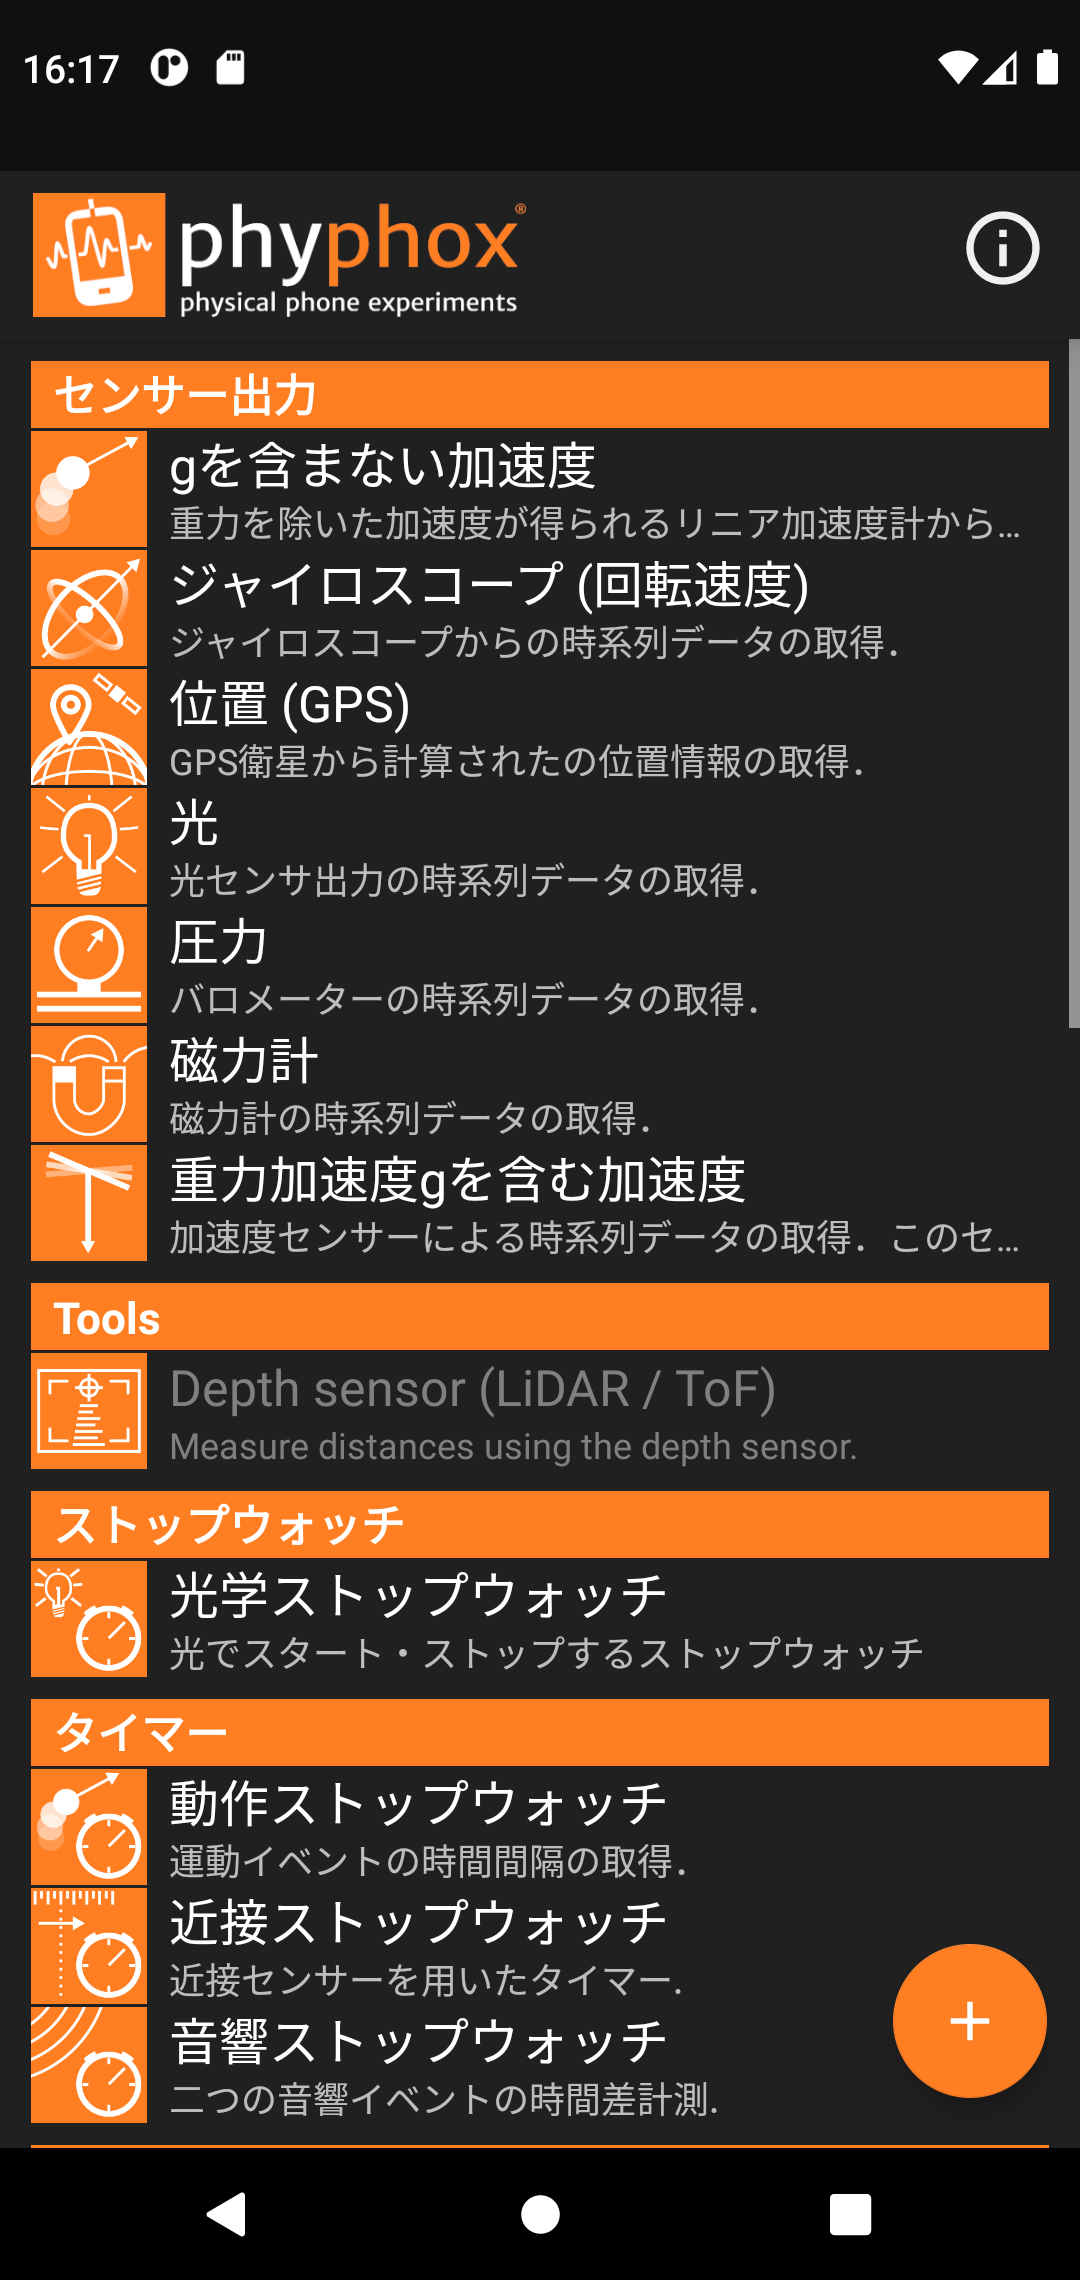 16:17
phyphox®
physical phone experiments
センサー出力
gを含まない加速度
重力を除いた加速度が得られるリニア加速度計から…
ジャイロスコープ (回転速度)
ジャイロスコープからの時系列データの取得．
位置 (GPS)
GPS衛星から計算されたの位置情報の取得．
光
光センサ出力の時系列データの取得．
圧力
バロメーターの時系列データの取得．
磁力計
磁力計の時系列データの取得．
重力加速度gを含む加速度
加速度センサーによる時系列データの取得．このセ…
Tools
Depth sensor (LiDAR / ToF)
Measure distances using the depth sensor.
ストップウォッチ
光学ストップウォッチ
光でスタート・ストップするストップウォッチ
タイマー
動作ストップウォッチ
運動イベントの時間間隔の取得．
近接ストップウォッチ
近接センサーを用いたタイマー.
音響ストップウォッチ
二つの音響イベントの時間差計測.